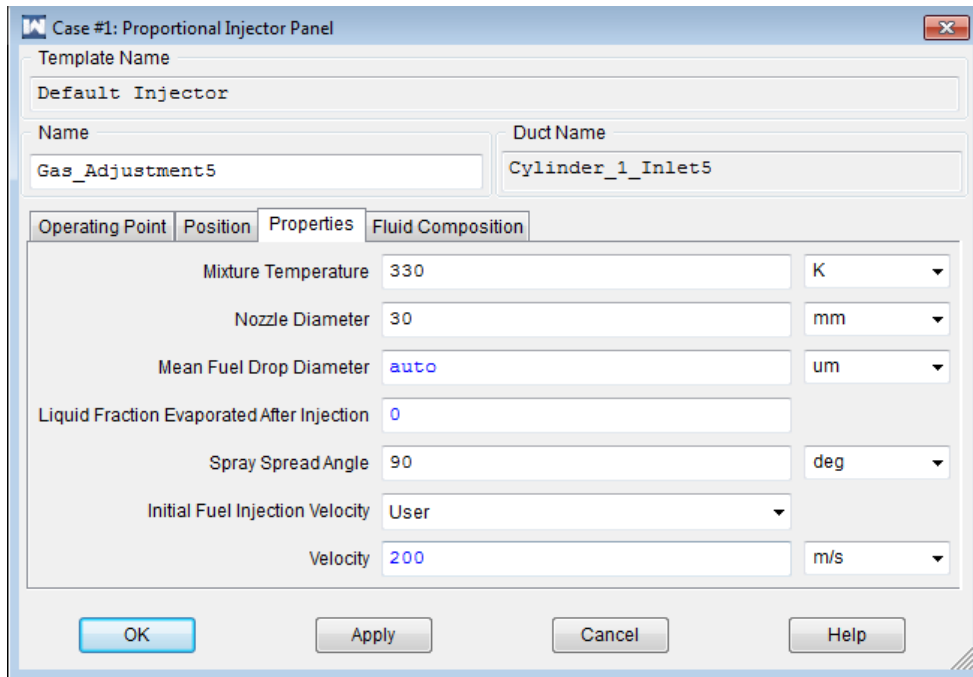 Case #1: Proportional Injector Panel
Template Name
Default Injector
Name
Duct Name
Gas_Adjustment5
Cylinder_1_Inlet5
Operating Point Position Properties Fluid Composition
Mixture Temperature 330 K
Nozzle Diameter 30 mm
Mean Fuel Drop Diameter auto um
Liquid Fraction Evaporated After Injection 0
Spray Spread Angle 90 deg
Initial Fuel Injection Velocity User
Velocity 200 m/s
OK Apply Cancel Help